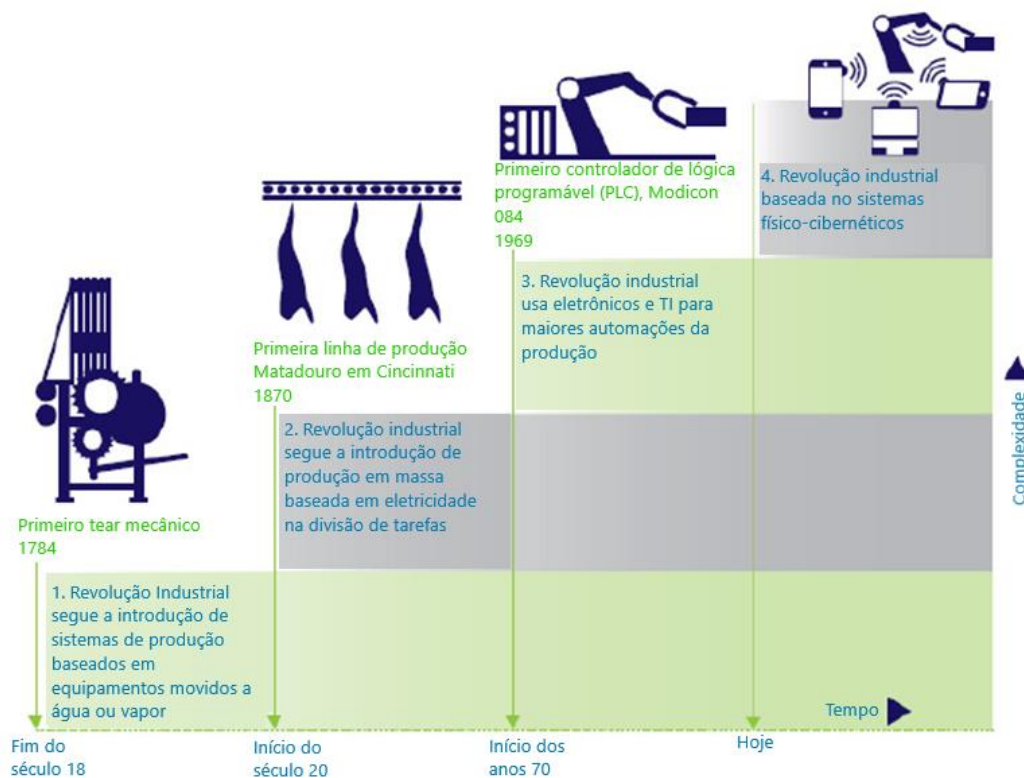 Primeiro tear mecânico
1784
1. Revolução Industrial
segue a introdução de
sistemas de produção
baseados em
equipamentos movidos a
água ou vapor
Fim do
século 18
Primeira linha de produção
Matadouro em Cincinnati
1870
2. Revolução industrial
segue a introdução de
produção em massa
baseada em eletricidade
na divisão de tarefas
Início do
século 20
Primeiro controlador de lógica
programável (PLC), Modicon
084
1969
3. Revolução industrial
usa eletrônicos e TI para
maiores automações da
produção
Início dos
anos 70
4. Revolução industrial
baseada no sistemas
físico-cibernéticos
Hoje
Tempo
Complexidade